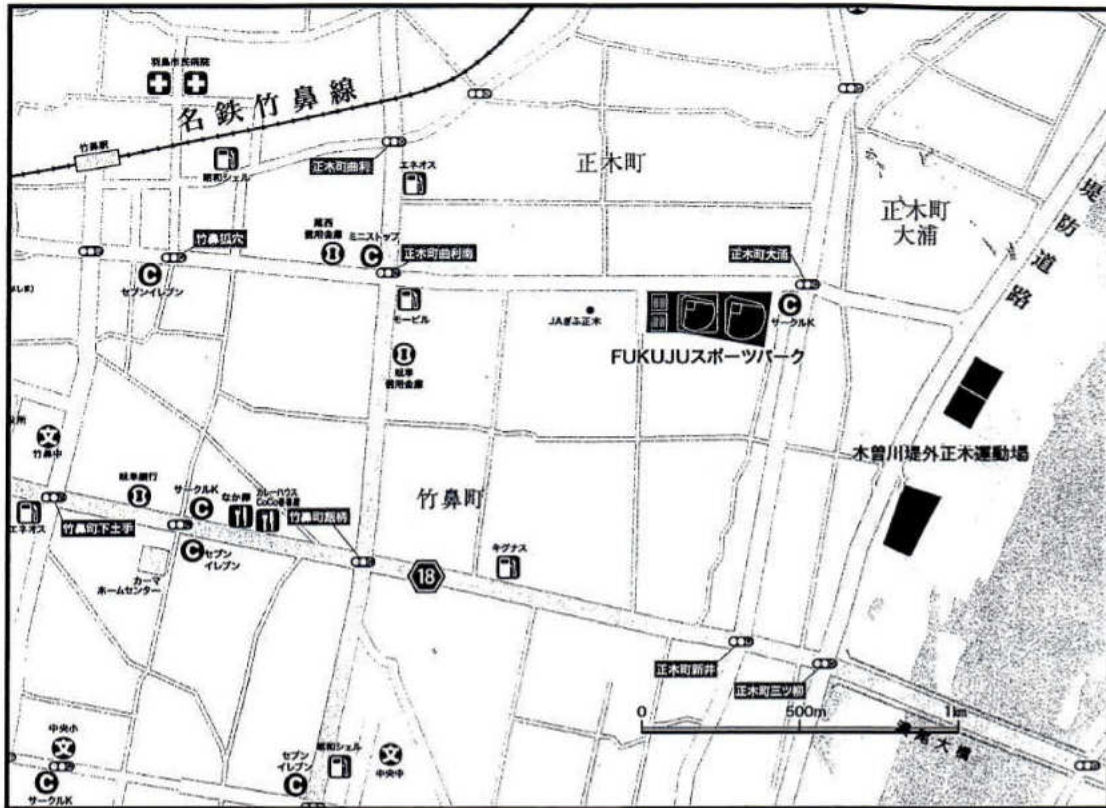 羽島市民病院
名鉄竹鼻線
竹鼻駅
昭和シェル
正木町曲利
エネオス
正木町
正木町
大浦
堤防道路
竹鼻狐穴
尾西
信用金庫
ミニストップ
正木町曲利南
正木町大浦
セブンイレブン
モービル
JAぎふ正木
サークルK
FUKUJUスポーツパーク
岐阜
信用金庫
木曽川堤外正木運動場
竹鼻中
岐阜銀行
サークルK
なか卯
カレーハウス
CoCo壱番屋
竹鼻町飯柄
竹鼻町
エネオス
竹鼻町下土手
セブン
イレブン
カーマ
ホームセンター
18
キグナス
正木町新井
正木町三ツ柳
0
500m
1km
濃尾大橋
中央小
サークルK
セブン
イレブン
昭和シェル
中央中